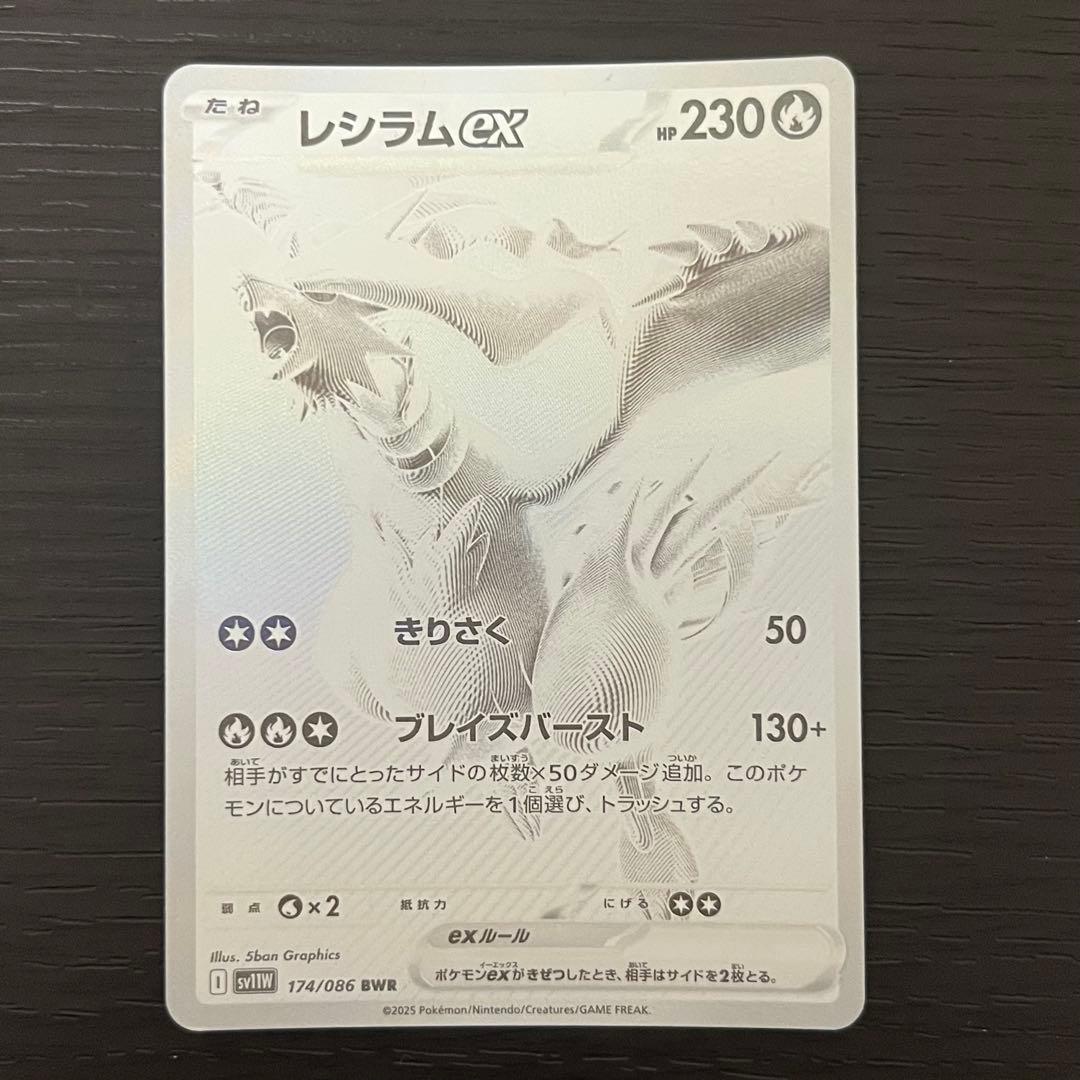 たね レシラムex HP230
きりさく 50
ブレイズバースト 130+
相手がすでにとったサイドの枚数×50ダメージ追加。このポケ
モンについているエネルギーを1個選び、トラッシュする。
弱点 ×2 抵抗力 にげる
exルール
ポケモンexがきぜつしたとき、相手はサイドを2枚とる。
Illus. 5ban Graphics
I SV11W 174/086 BWR
©2025 Pokémon/Nintendo/Creatures/GAME FREAK.